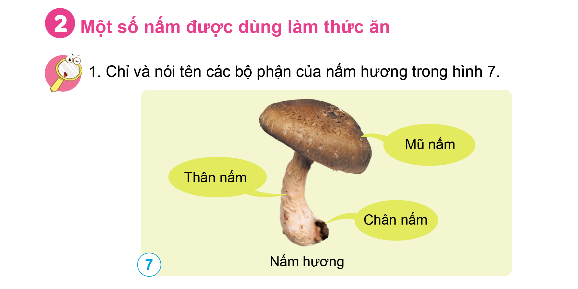 2 Một số nấm được dùng làm thức ăn
1. Chỉ và nói tên các bộ phận của nấm hương trong hình 7.
Mũ nấm
Thân nấm
Chân nấm
Nấm hương
7